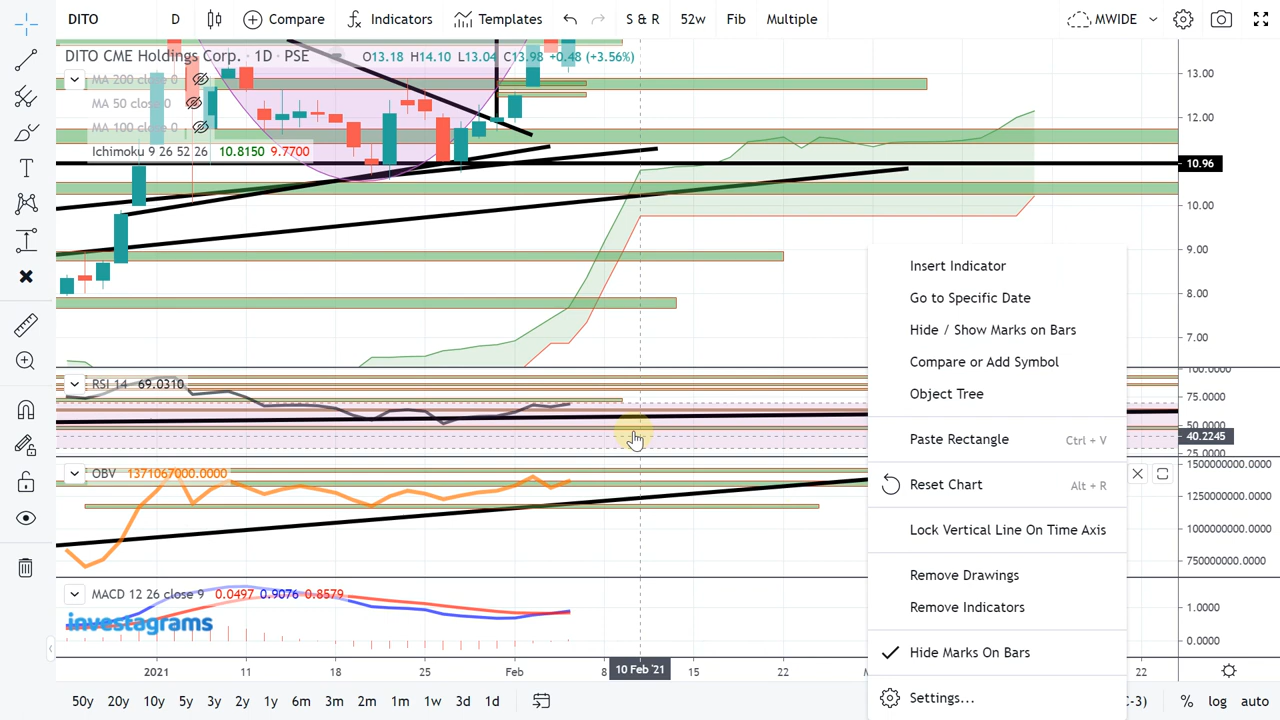 DITO
D
Compare
Indicators
Templates
S & R
52w
Fib
Multiple
MWIDE
DITO CME Holdings Corp. · 1D · PSE
O13.18 H14.10 L13.04 C13.98 +0.48 (+3.56%)
MA 200 close 0
MA 50 close 0
MA 100 close 0
Ichimoku 9 26 52 26 10.8150 9.7700
13.00
12.00
10.96
10.00
9.00
8.00
7.00
RSI 14 69.0310
100.0000
75.0000
50.0000
40.2245
25.0000
OBV 1371067000.0000
1500000000.0000
1250000000.0000
1000000000.0000
750000000.0000
MACD 12 26 close 9 0.0497 0.9076 0.8579
investagrams
1.0000
0.0000
Insert Indicator
Go to Specific Date
Hide / Show Marks on Bars
Compare or Add Symbol
Object Tree
Paste Rectangle Ctrl + V
Reset Chart Alt + R
Lock Vertical Line On Time Axis
Remove Drawings
Remove Indicators
Hide Marks On Bars
Settings...
2021 11 18 25 Feb 8 10 Feb '21 15 22 22
50y 20y 10y 5y 3y 2y 1y 6m 3m 2m 1m 1w 3d 1d
% log auto